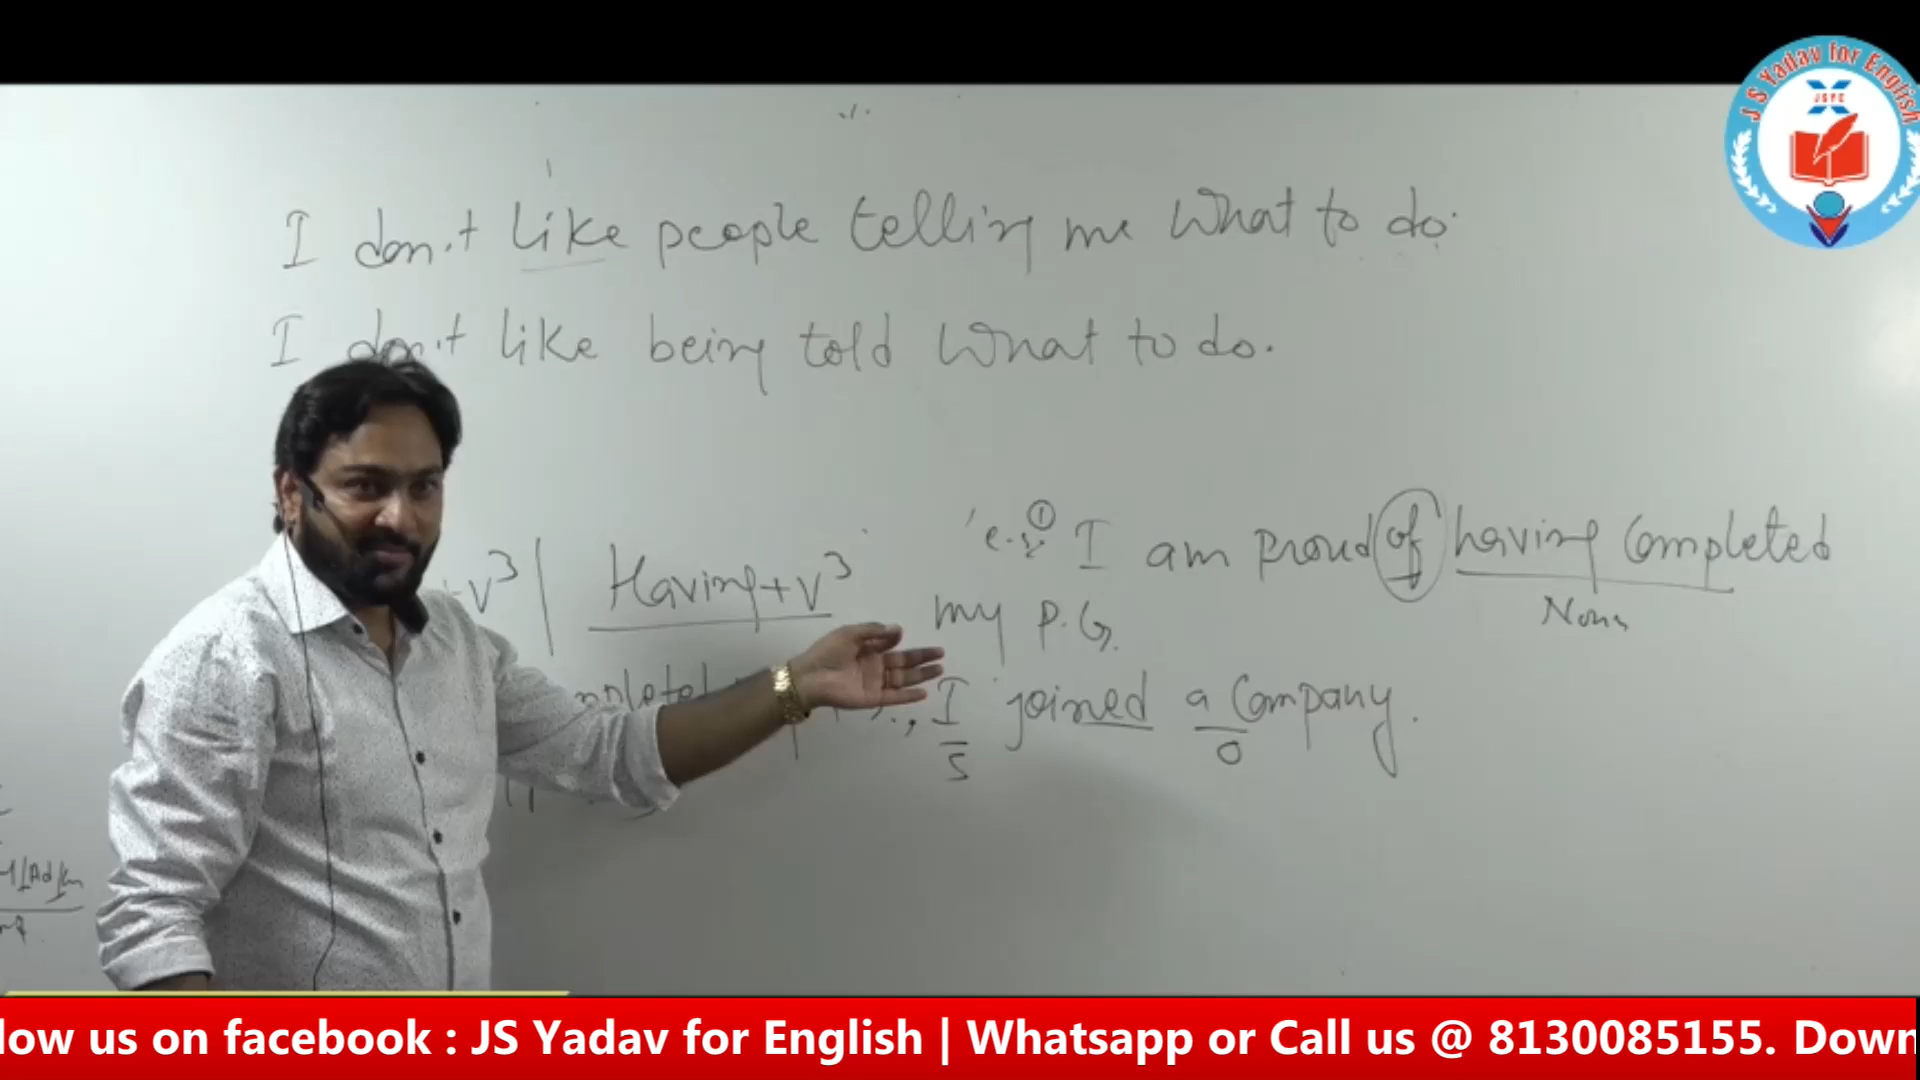 I don't like people telling me what to do.
I don't like being told what to do.
+V³ | Having+V³
e.g. ① I am proud of having completed
Noun
my P.G.
I joined a company.
S
O
J S Yadav for English
JSYE
low us on facebook : JS Yadav for English | Whatsapp or Call us @ 8130085155. Down